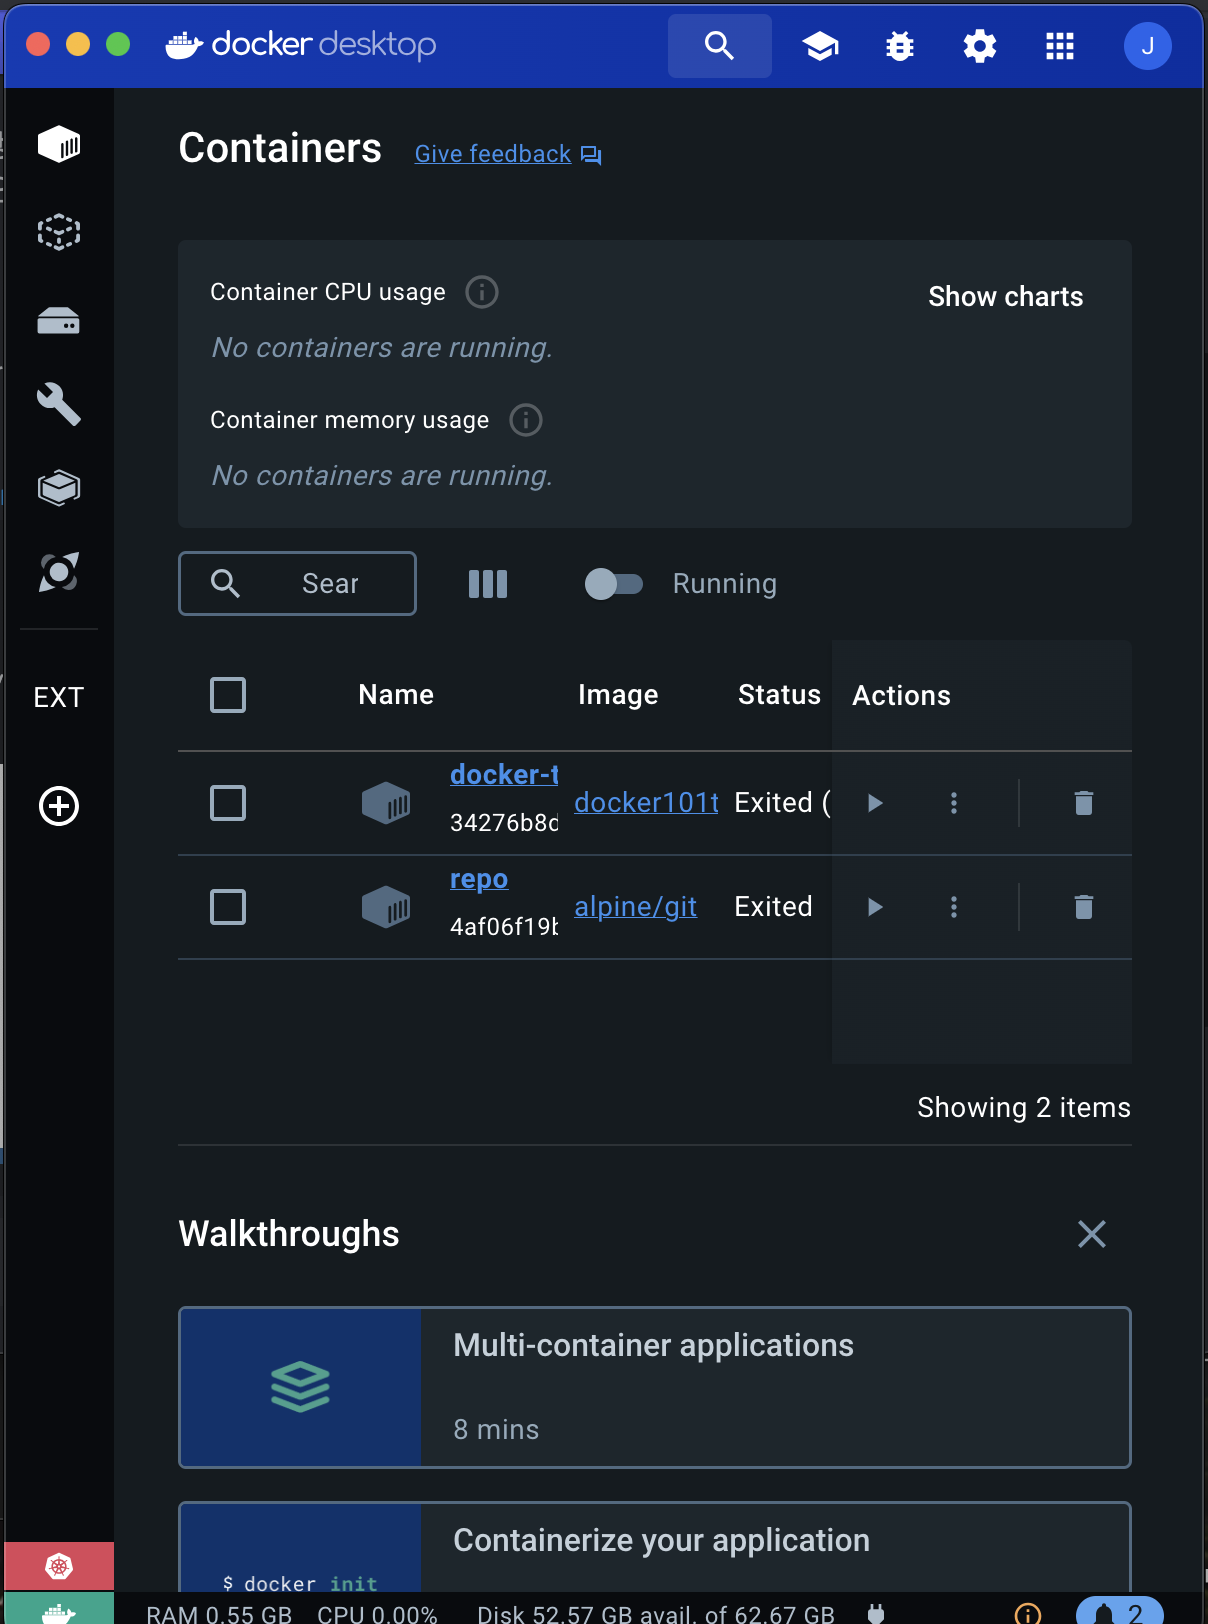 docker desktop
J
Containers Give feedback
Container CPU usage
Show charts
No containers are running.
Container memory usage
No containers are running.
Sear
Running
Name Image Status Actions
docker-t
34276b8d
docker101t Exited (
repo
4af06f19b
alpine/git Exited
EXT
Showing 2 items
Walkthroughs
Multi-container applications
8 mins
Containerize your application
$ docker init
RAM 0.55 GB CPU 0.00% Disk 52.57 GB avail. of 62.67 GB 2